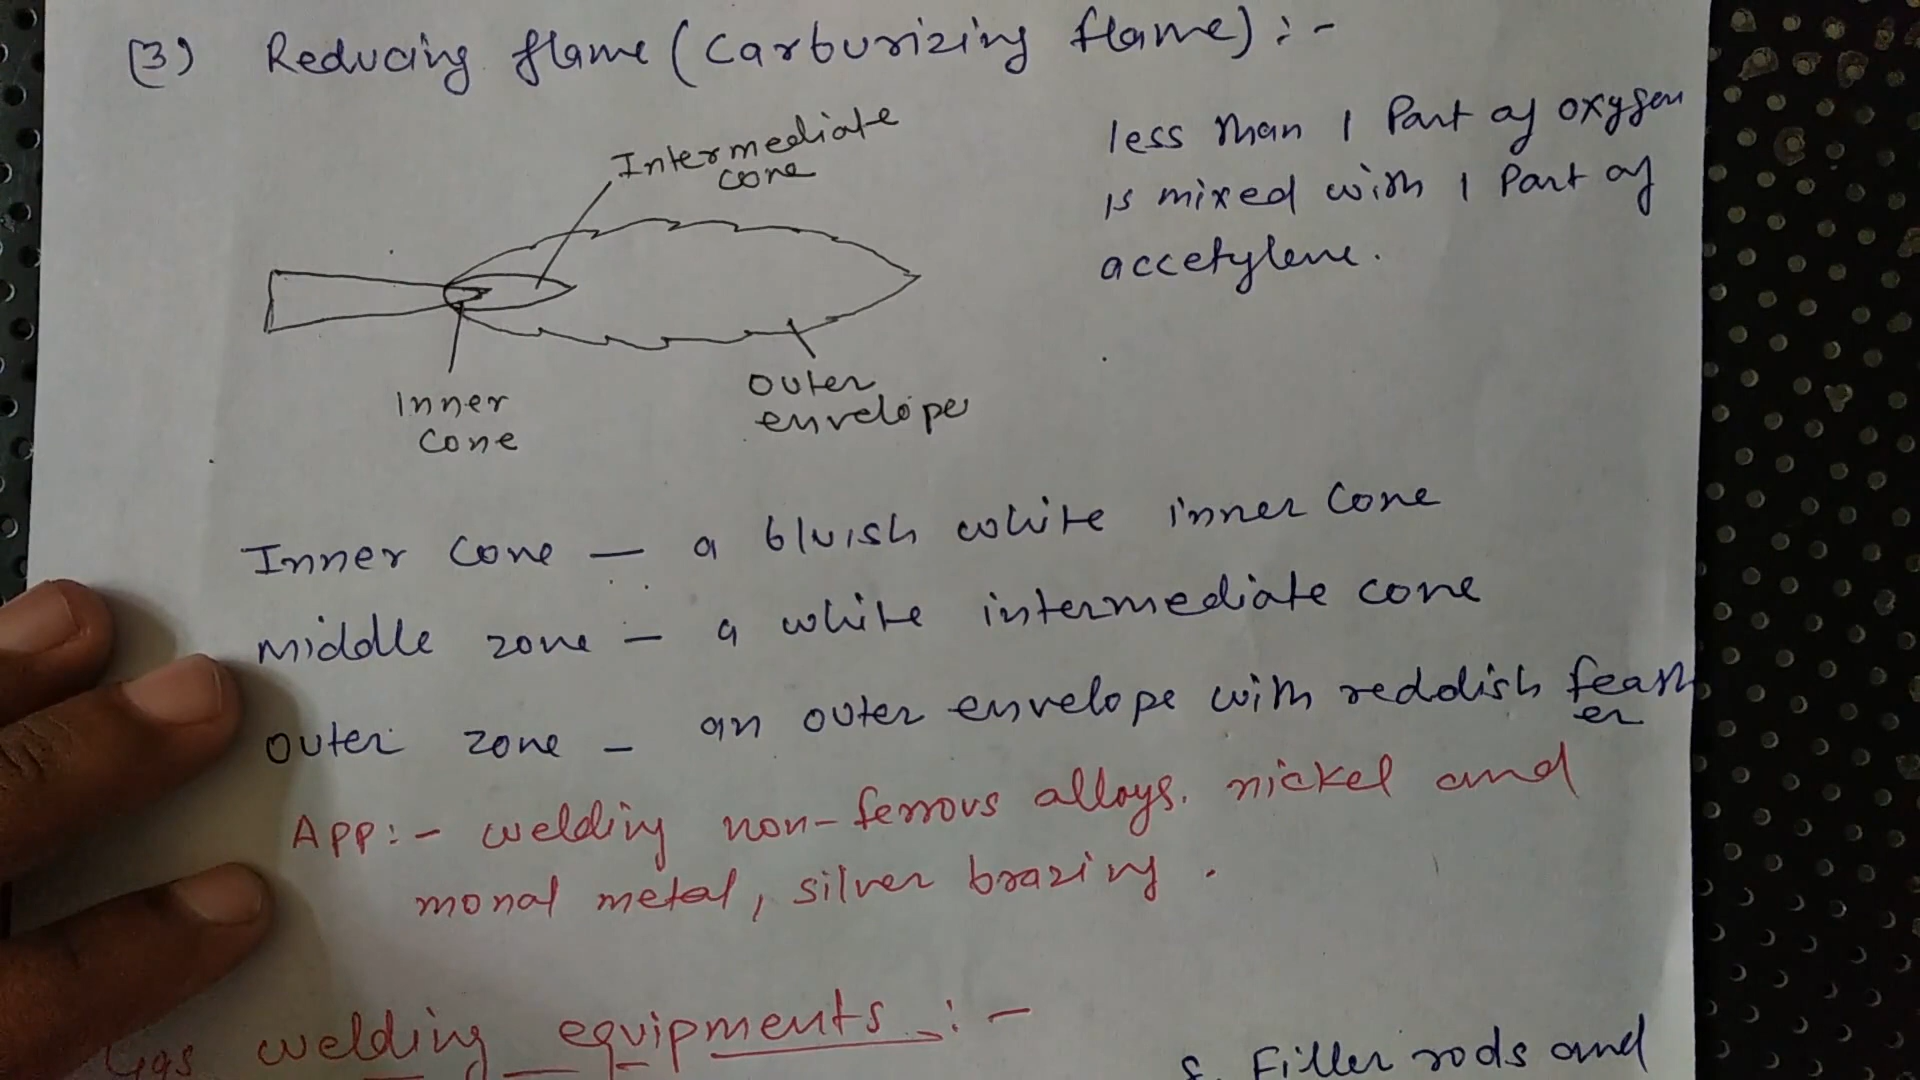 (3) Reducing flame (Carburizing flame) :-
Intermediate
cone
less than 1 Part of oxygen
is mixed with 1 Part of
accetylene.
Inner
Cone
Outer
envelope
Inner Cone — a bluish white inner Cone
middle zone — a white intermediate cone
outer zone — an outer envelope with reddish feath
er
App :- welding non-ferrous alloys. nickel and
monal metal, silver brazing.
Gas welding equipments :-
8. Filler rods and